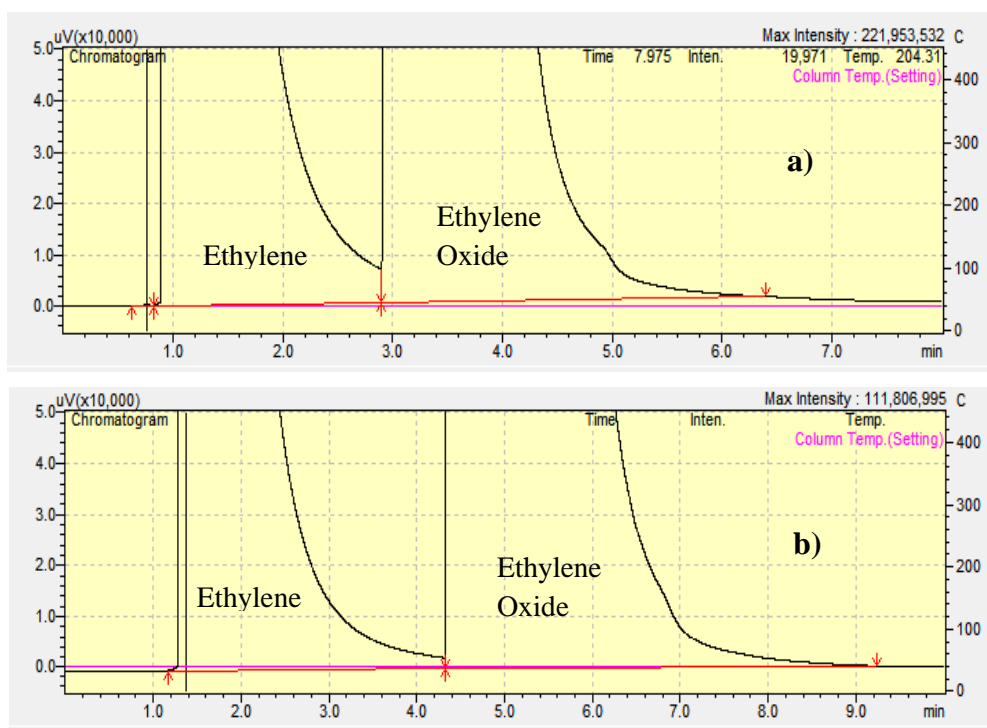 uV(x10,000)
Max Intensity : 221,953,532 C
Chromatogram
Time 7.975 Inten. 19,971 Temp. 204.31
Column Temp.(Setting)
5.0
4.0
3.0
2.0
1.0
0.0
400
300
200
100
0
a)
Ethylene
Ethylene
Oxide
1.0 2.0 3.0 4.0 5.0 6.0 7.0 min
uV(x10,000)
Max Intensity : 111,806,995 C
Chromatogram
Time Inten. Temp.
Column Temp.(Setting)
5.0
4.0
3.0
2.0
1.0
0.0
400
300
200
100
0
b)
Ethylene
Ethylene
Oxide
1.0 2.0 3.0 4.0 5.0 6.0 7.0 8.0 9.0 min